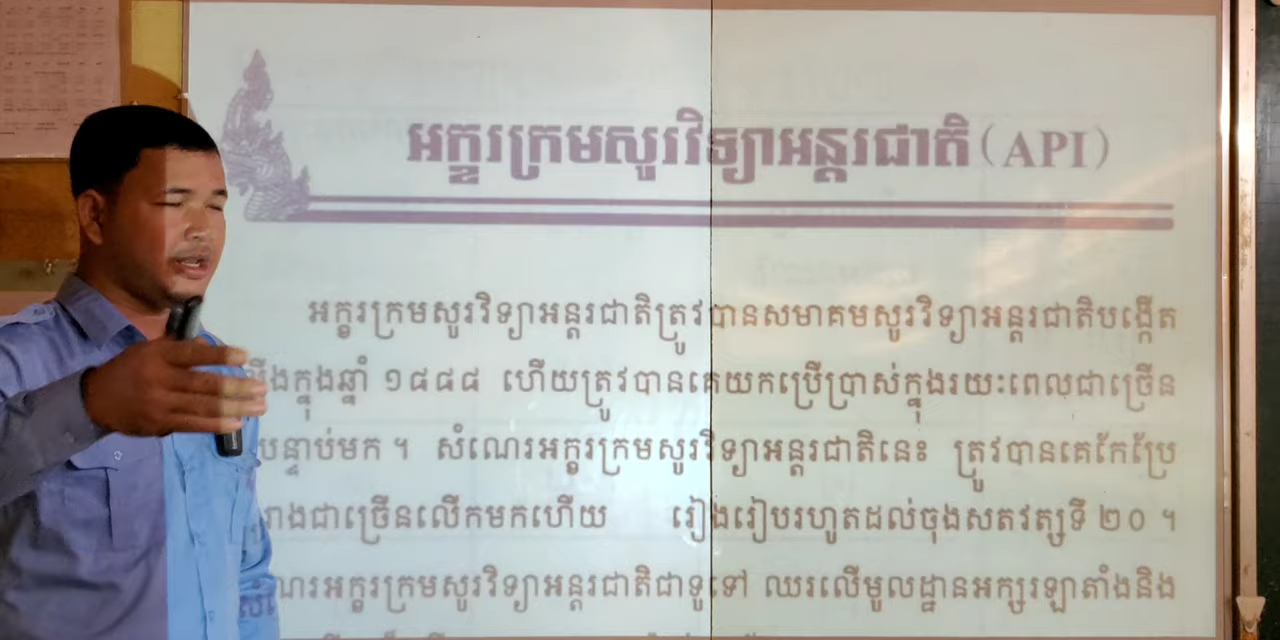 អក្ខរក្រមសូរវិទ្យាអន្តរជាតិ (API)
អក្ខរក្រមសូរវិទ្យាអន្តរជាតិត្រូវបានសមាគមសូរវិទ្យាអន្តរជាតិបង្កើត
ក្នុងឆ្នាំ ១៨៨៨ ហើយត្រូវបានគេយកប្រើប្រាស់ក្នុងរយៈពេលជាច្រើន
បន្ទាប់មក ។ សំណេរអក្ខរក្រមសូរវិទ្យាអន្តរជាតិនេះ ត្រូវបានគេកែប្រែ
ជាច្រើនលើកមកហើយ រៀងរៀបរហូតដល់ចុងសតវត្សទី ២០ ។
អក្ខរក្រមសូរវិទ្យាអន្តរជាតិជាទូទៅ ឈរលើមូលដ្ឋានអក្សរឡាតាំងនិង